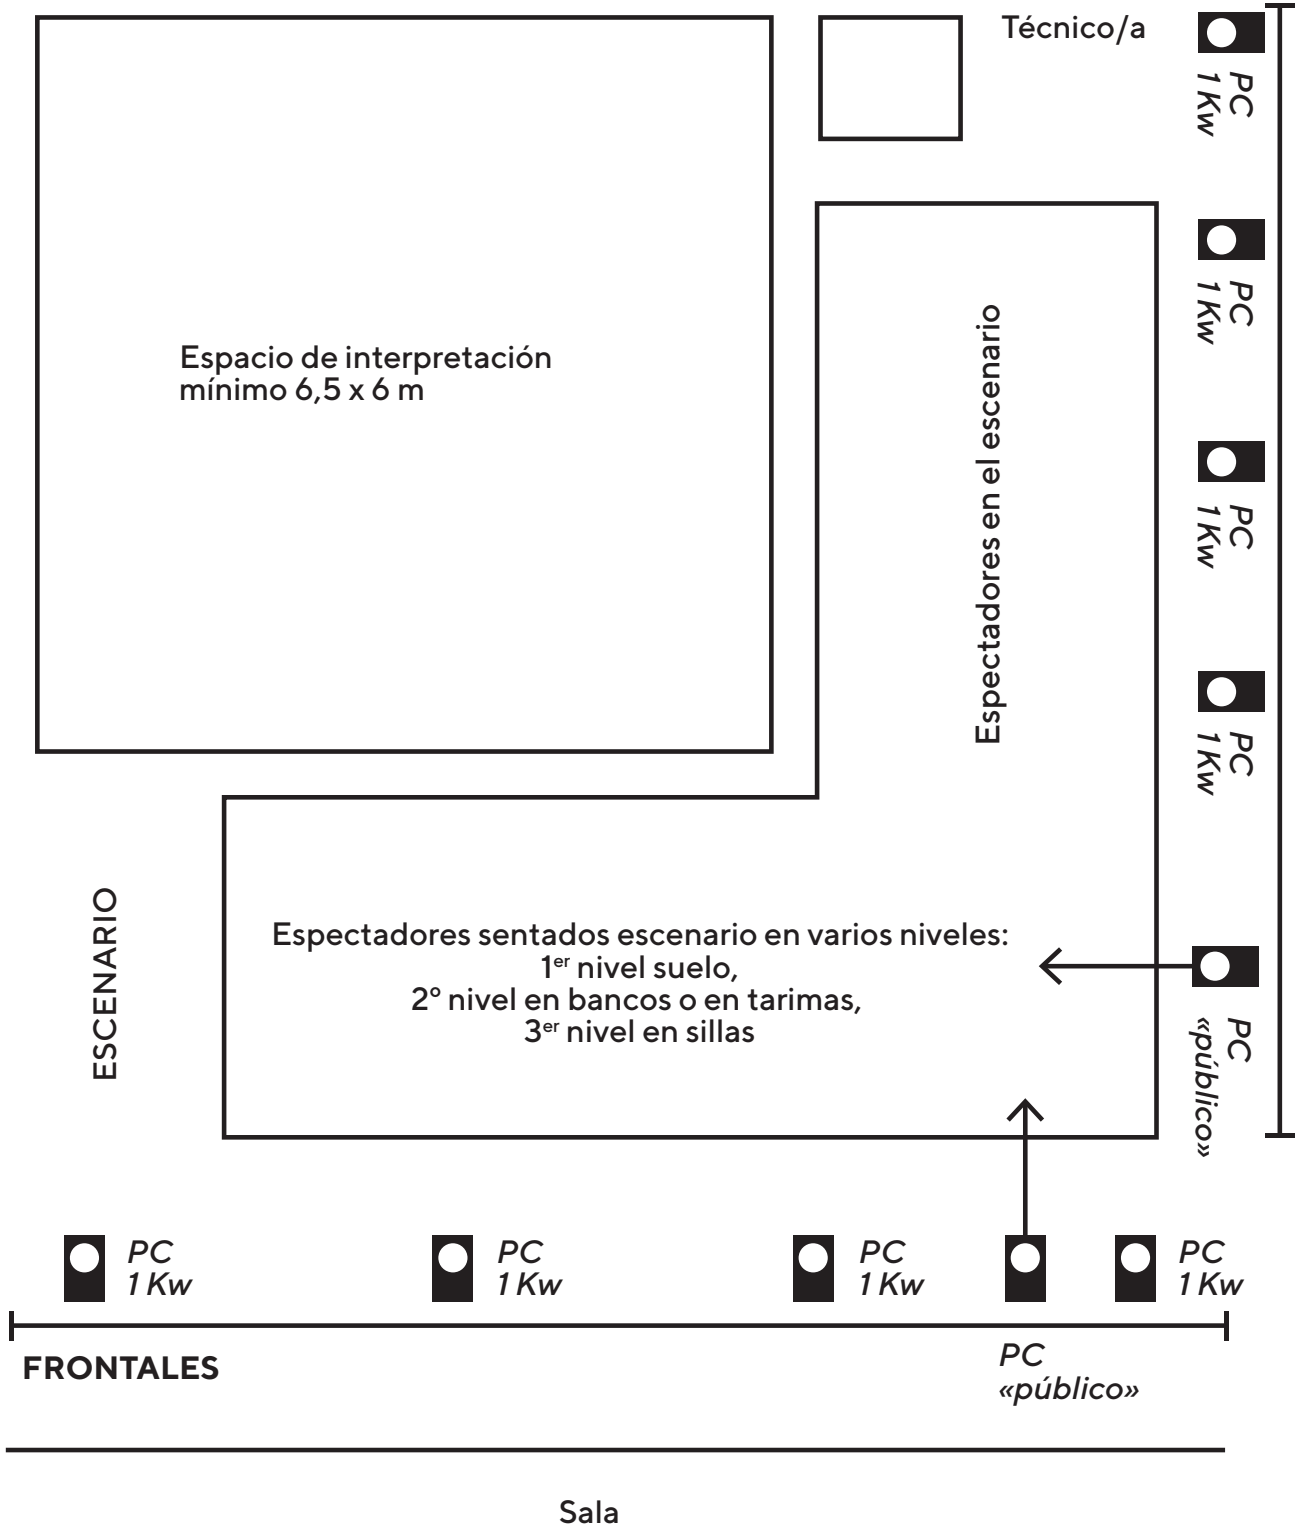 Técnico/a
PC
1 Kw
PC
1 Kw
Espacio de interpretación
mínimo 6,5 x 6 m
Espectadores en el escenario
PC
1 Kw
PC
1 Kw
ESCENARIO
Espectadores sentados escenario en varios niveles:
1er nivel suelo,
2º nivel en bancos o en tarimas,
3er nivel en sillas
PC
«público»
PC
1 Kw
PC
1 Kw
PC
1 Kw
PC
1 Kw
FRONTALES
PC
«público»
Sala